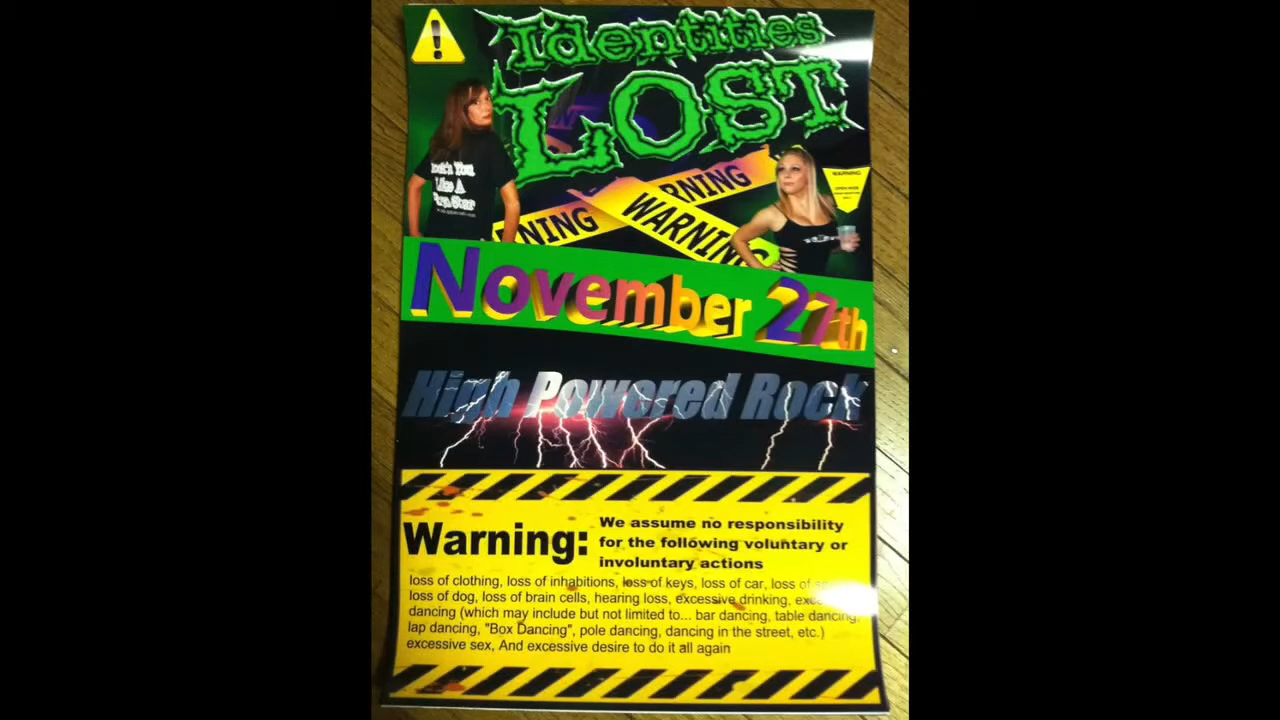 Identities
LOST
Rock You
Like A
WARNING
RNING
NING
WARNING
November 27th
High Powered Rock
Warning:
We assume no responsibility
for the following voluntary or
involuntary actions
loss of clothing, loss of inhabitions, loss of keys, loss of car, loss of
loss of dog, loss of brain cells, hearing loss, excessive drinking,
dancing (which may include but not limited to... bar dancing, table dancing,
lap dancing, "Box Dancing", pole dancing, dancing in the street, etc.)
excessive sex, And excessive desire to do it all again